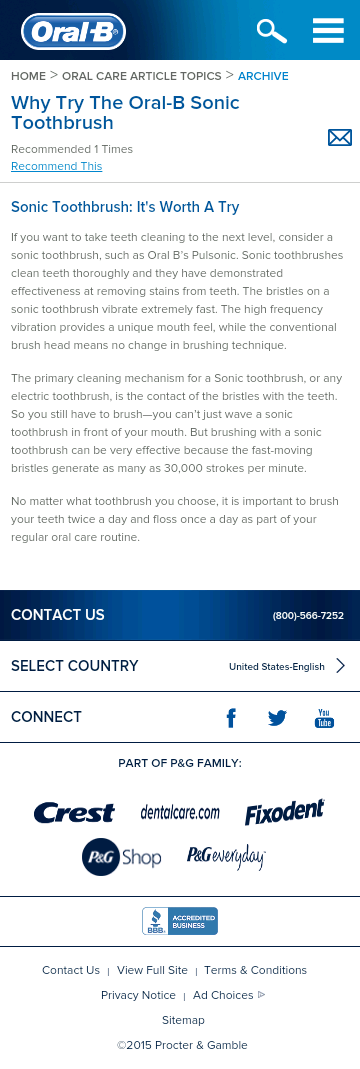 Oral-B
HOME > ORAL CARE ARTICLE TOPICS > ARCHIVE
Why Try The Oral-B Sonic
Toothbrush
Recommended 1 Times
Recommend This
Sonic Toothbrush: It's Worth A Try
If you want to take teeth cleaning to the next level, consider a
sonic toothbrush, such as Oral B’s Pulsonic. Sonic toothbrushes
clean teeth thoroughly and they have demonstrated
effectiveness at removing stains from teeth. The bristles on a
sonic toothbrush vibrate extremely fast. The high frequency
vibration provides a unique mouth feel, while the conventional
brush head means no change in brushing technique.
The primary cleaning mechanism for a Sonic toothbrush, or any
electric toothbrush, is the contact of the bristles with the teeth.
So you still have to brush—you can’t just wave a sonic
toothbrush in front of your mouth. But brushing with a sonic
toothbrush can be very effective because the fast-moving
bristles generate as many as 30,000 strokes per minute.
No matter what toothbrush you choose, it is important to brush
your teeth twice a day and floss once a day as part of your
regular oral care routine.
CONTACT US (800)-566-7252
SELECT COUNTRY United States-English
CONNECT You Tube
PART OF P&G FAMILY:
Crest dentalcare.com Fixodent
P&G Shop P&G everyday
BBB. ACCREDITED
BUSINESS
Contact Us | View Full Site | Terms & Conditions
Privacy Notice | Ad Choices
Sitemap
©2015 Procter & Gamble